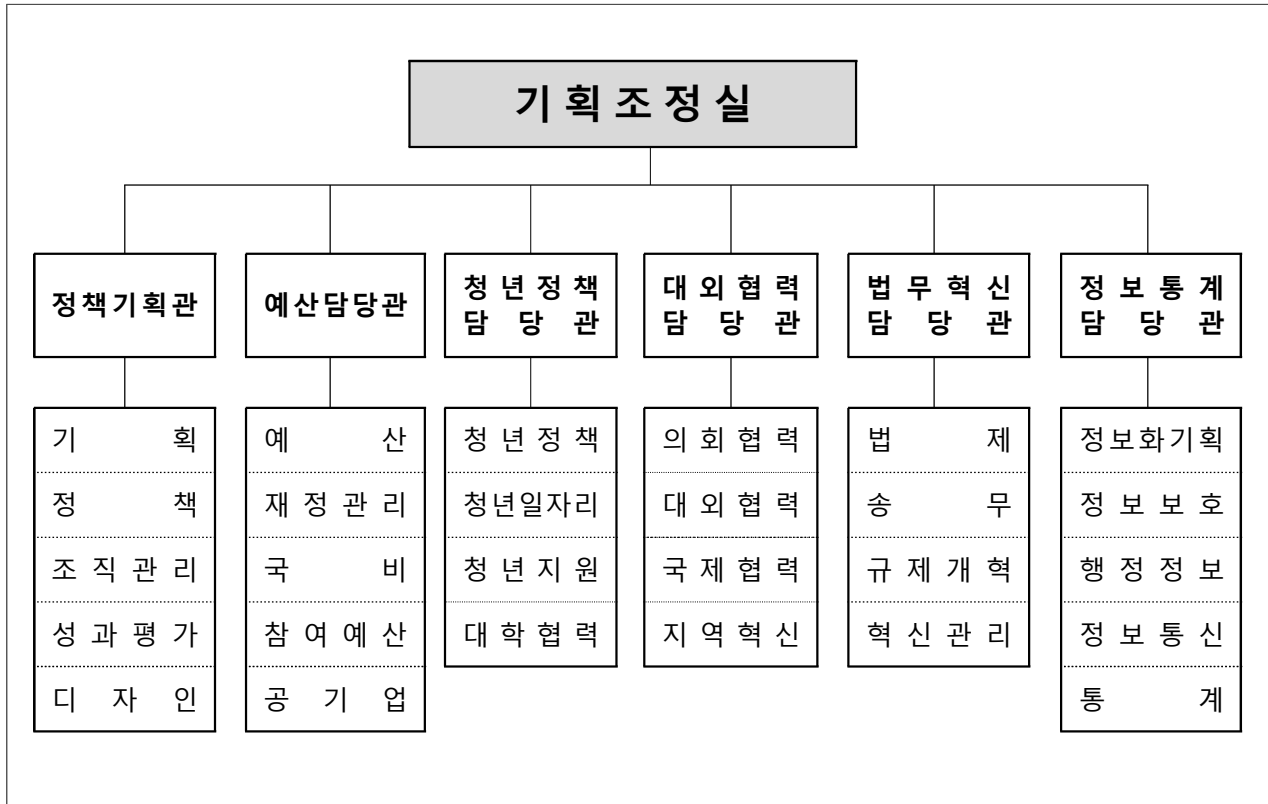 기획조정실
정책기획관
예산담당관
청년정책
담당관
대외협력
담당관
법무혁신
담당관
정보통계
담당관
기획
정책
조직관리
성과평가
디자인
예산
재정관리
국비
참여예산
공기업
청년정책
청년일자리
청년지원
대학협력
의회협력
대외협력
국제협력
지역혁신
법제
송무
규제개혁
혁신관리
정보화기획
정보보호
행정정보
정보통신
통계